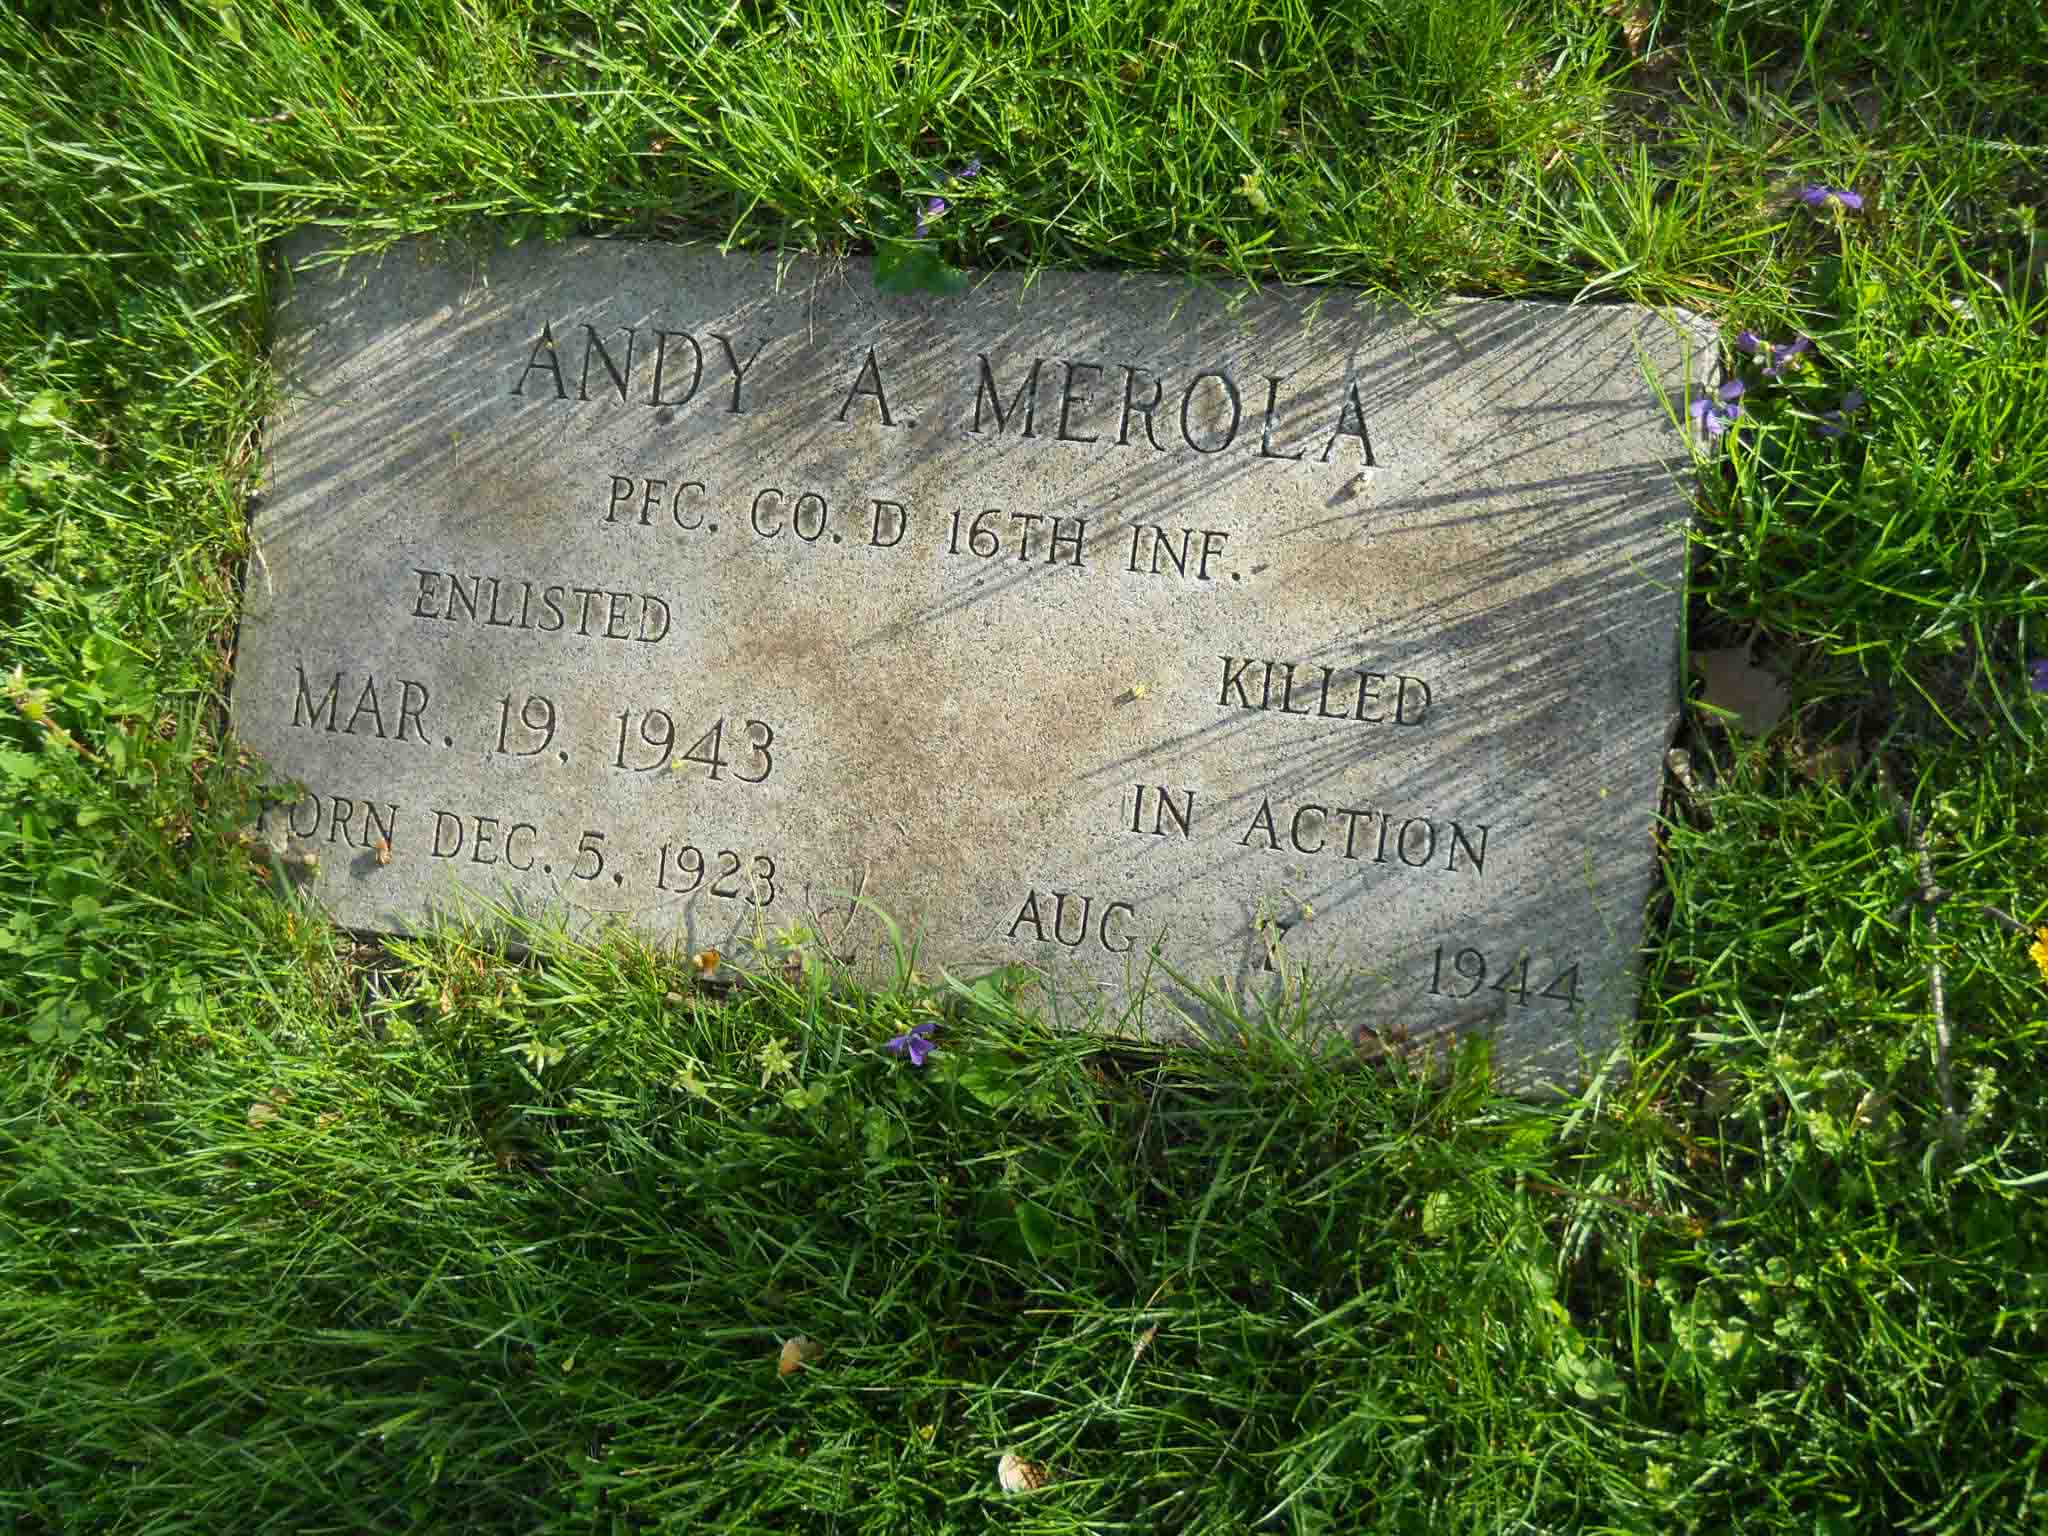 ANDY A. MEROLA
PFC. CO. D 16TH INF.
ENLISTED
MAR. 19, 1943
BORN DEC. 5, 1923
KILLED
IN ACTION
AUG. 7 1944